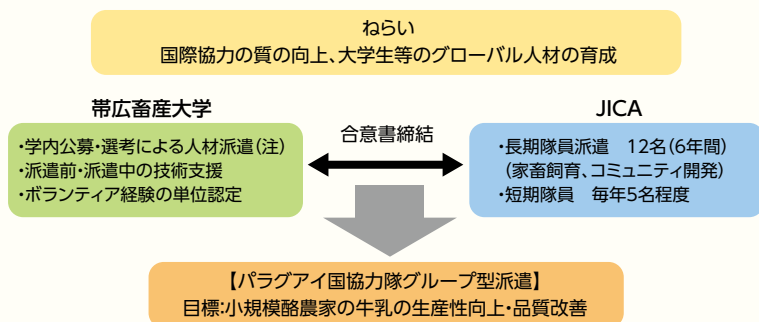 ねらい
国際協力の質の向上、大学生等のグローバル人材の育成
帯広畜産大学
・学内公募・選考による人材派遣(注)
・派遣前・派遣中の技術支援
・ボランティア経験の単位認定
合意書締結
JICA
・長期隊員派遣　12名(6年間)
(家畜飼育、コミュニティ開発)
・短期隊員　毎年5名程度
【パラグアイ国協力隊グループ型派遣】
目標:小規模酪農家の牛乳の生産性向上・品質改善